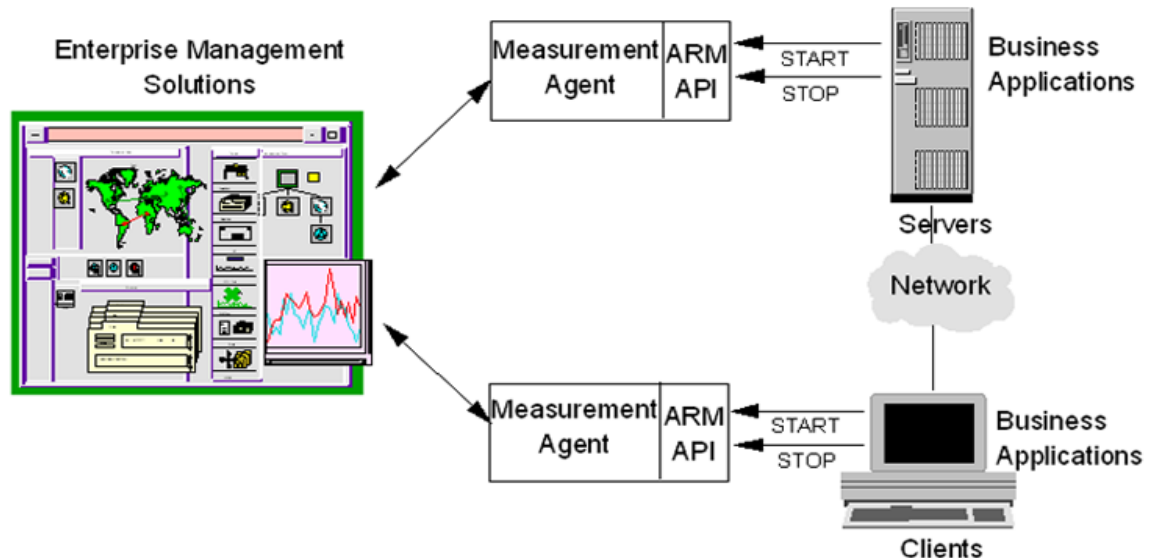 Enterprise Management
Solutions
Measurement
Agent
ARM
API
START
STOP
Business
Applications
Servers
Network
Measurement
Agent
ARM
API
START
STOP
Business
Applications
Clients